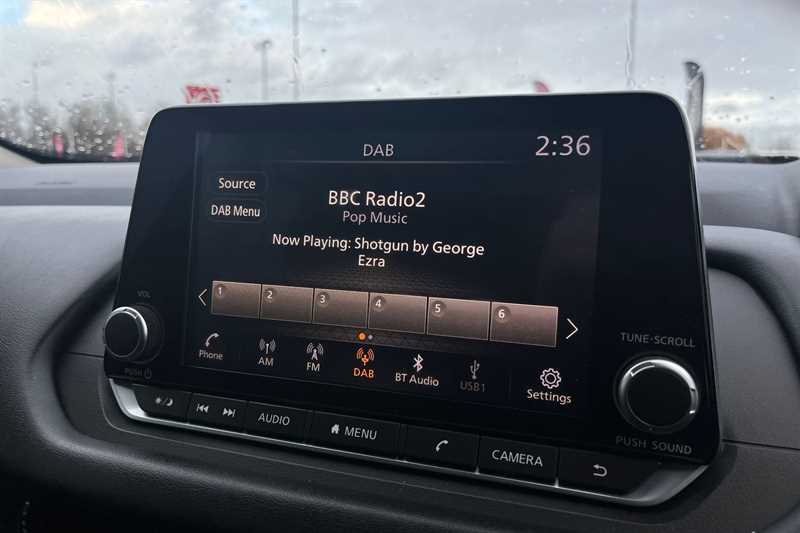 DAB
2:36
Source
BBC Radio2
DAB Menu
Pop Music
Now Playing: Shotgun by George
Ezra
1 2 3 4 5 6
Phone
AM
FM
DAB
BT Audio
USB1
Settings
VOL
PUSH
TUNE·SCROLL
PUSH SOUND
AUDIO
MENU
CAMERA